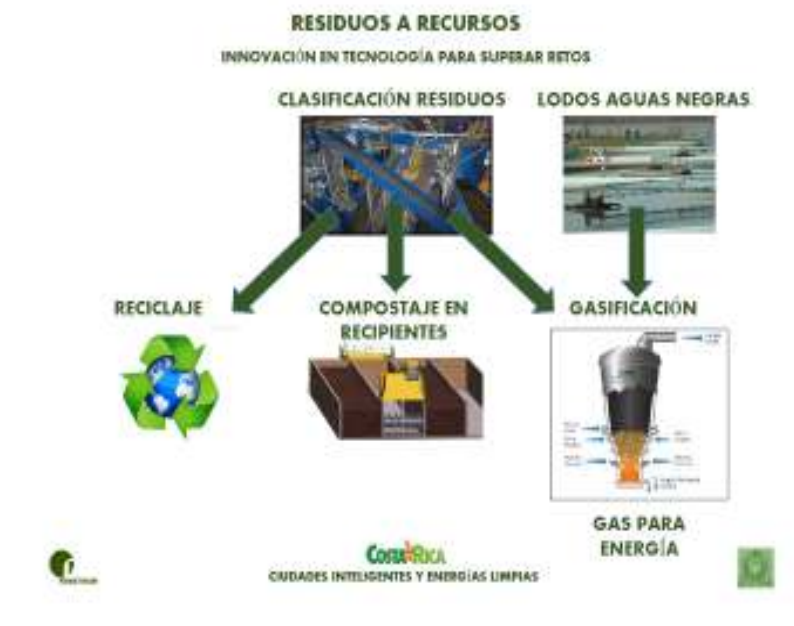 RESIDUOS A RECURSOS
INNOVACIÓN EN TECNOLOGÍA PARA SUPERAR RETOS
CLASIFICACIÓN RESIDUOS
LODOS AGUAS NEGRAS
RECICLAJE
COMPOSTAJE EN
RECIPIENTES
GASIFICACIÓN
GAS PARA
ENERGÍA
COSTA RICA
CIUDADES INTELIGENTES Y ENERGÍAS LIMPIAS